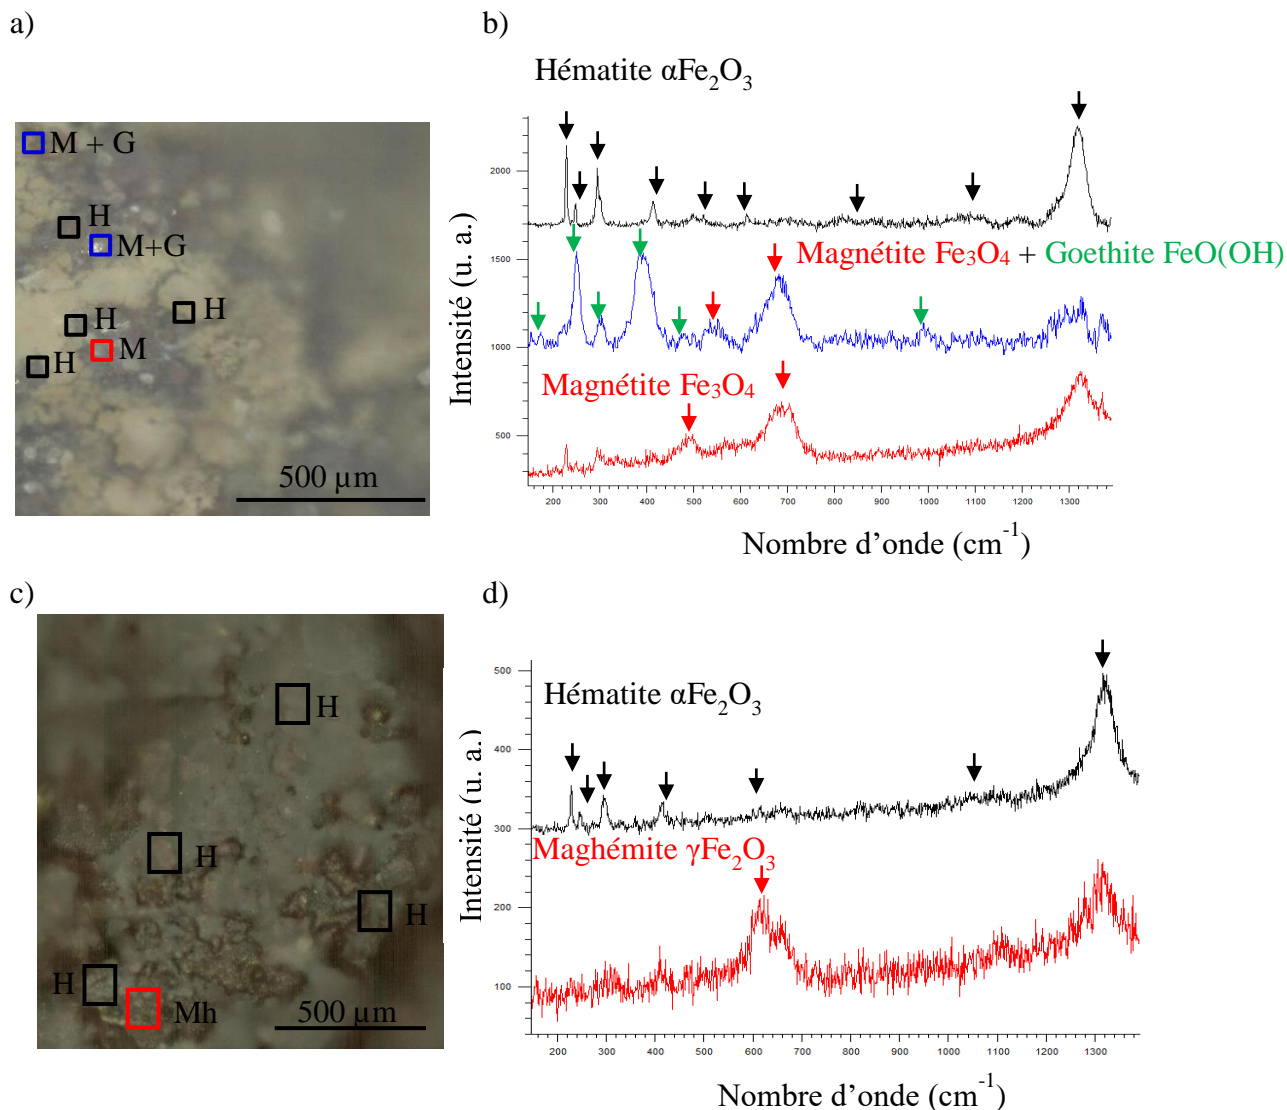 a)
b)
Hématite αFe₂O₃
M + G
H
M+G
H
H
M
H
500 µm
2000
1500
1000
500
Intensité (u. a.)
Magnétite Fe₃O₄ + Goethite FeO(OH)
Magnétite Fe₃O₄
200 300 400 500 600 700 800 900 1000 1100 1200 1300
Nombre d’onde (cm⁻¹)
c)
d)
H
H
H
H
Mh
500 µm
500
400
300
200
100
Intensité (u. a.)
Hématite αFe₂O₃
Maghémite γFe₂O₃
200 300 400 500 600 700 800 900 1000 1100 1200 1300
Nombre d’onde (cm⁻¹)